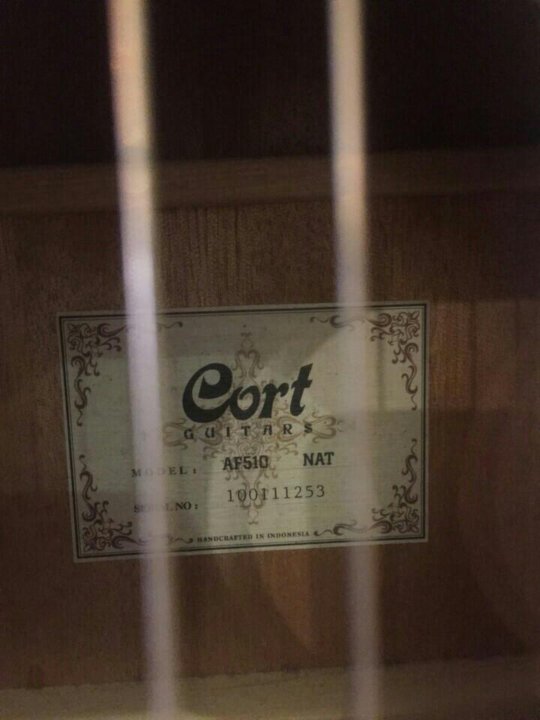 Cort
GUITARS
MODEL: AF510 NAT
SERIAL NO: 100111253
HANDCRAFTED IN INDONESIA